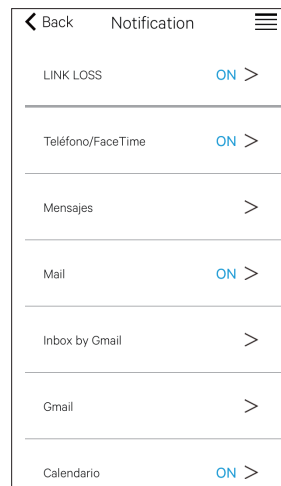 Back Notification
LINK LOSS ON
Teléfono/FaceTime ON
Mensajes
Mail ON
Inbox by Gmail
Gmail
Calendario ON